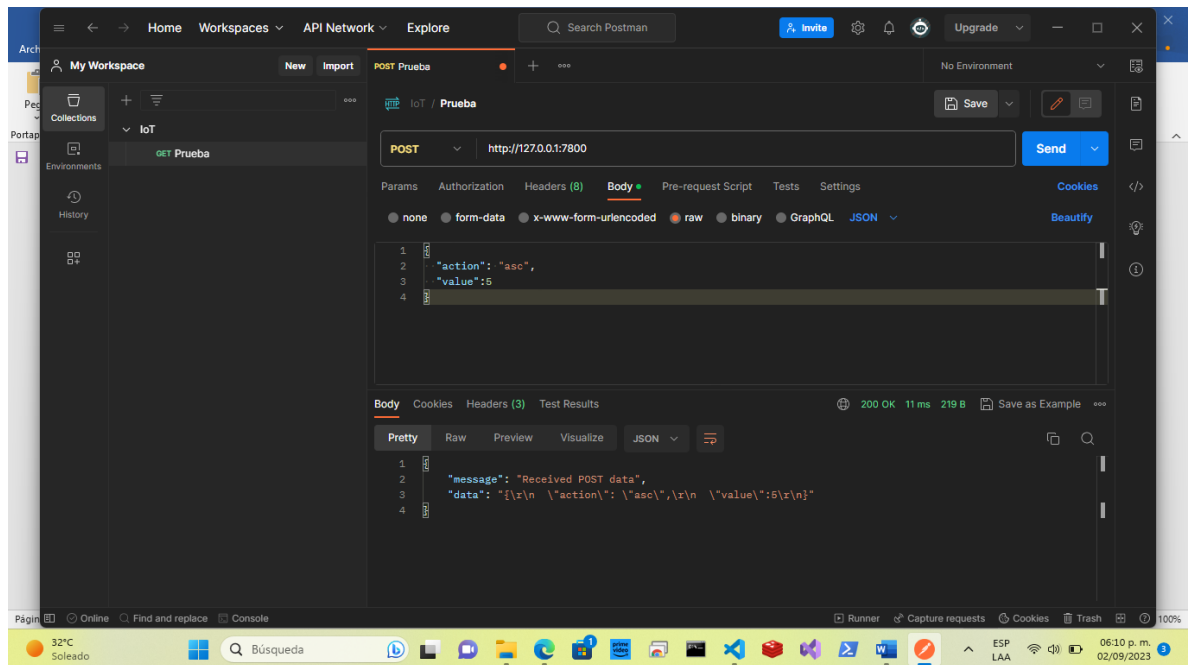 Home Workspaces API Network Explore Search Postman Invite Upgrade
Arch
My Workspace New Import POST Prueba No Environment
Collections IoT / Prueba Save
Portap
IoT
GET Prueba POST http://127.0.0.1:7800 Send
Environments
Params Authorization Headers (8) Body Pre-request Script Tests Settings Cookies
History
none form-data x-www-form-urlencoded raw binary GraphQL JSON Beautify
1 {
2 "action": "asc",
3 "value":5
4 }
Body Cookies Headers (3) Test Results 200 OK 11 ms 219 B Save as Example
Pretty Raw Preview Visualize JSON
1 {
2 "message": "Received POST data",
3 "data": "{\r\n  \"action\": \"asc\",\r\n  \"value\":5\r\n}"
4 }
Págin Online Find and replace Console Runner Capture requests Cookies Trash 100%
32°C
Soleado
Búsqueda
prime video
ESP
LAA
06:10 p. m.
02/09/2023
3